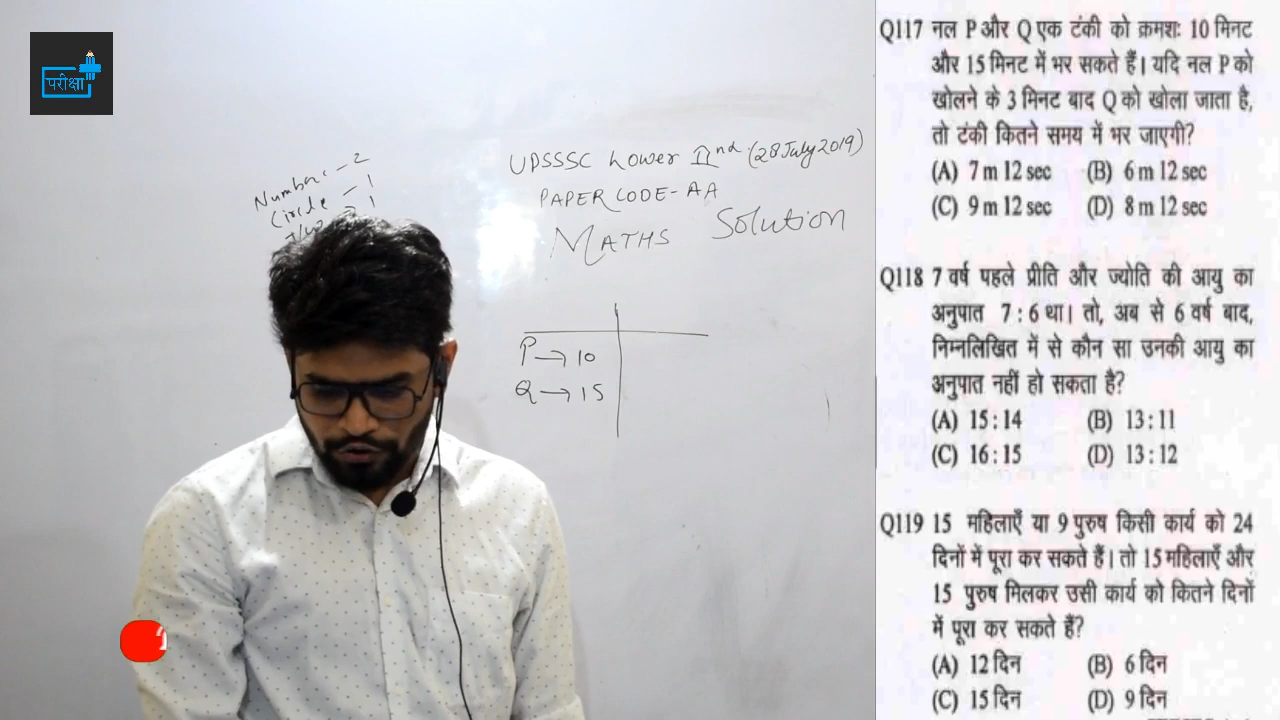 परीक्षा
Number - 2
Circle - 1
UPSSSC Lower IInd (28 July 2019)
PAPER CODE - AA
MATHS Solution
P → 10
Q → 15
Q117 नल P और Q एक टंकी को क्रमशः 10 मिनट
और 15 मिनट में भर सकते हैं। यदि नल P को
खोलने के 3 मिनट बाद Q को खोला जाता है,
तो टंकी कितने समय में भर जाएगी?
(A) 7 m 12 sec (B) 6 m 12 sec
(C) 9 m 12 sec (D) 8 m 12 sec
Q118 7 वर्ष पहले प्रीति और ज्योति की आयु का
अनुपात 7 : 6 था। तो, अब से 6 वर्ष बाद,
निम्नलिखित में से कौन सा उनकी आयु का
अनुपात नहीं हो सकता है?
(A) 15 : 14 (B) 13 : 11
(C) 16 : 15 (D) 13 : 12
Q119 15 महिलाएँ या 9 पुरुष किसी कार्य को 24
दिनों में पूरा कर सकते हैं। तो 15 महिलाएँ और
15 पुरुष मिलकर उसी कार्य को कितने दिनों
में पूरा कर सकते हैं?
(A) 12 दिन (B) 6 दिन
(C) 15 दिन (D) 9 दिन